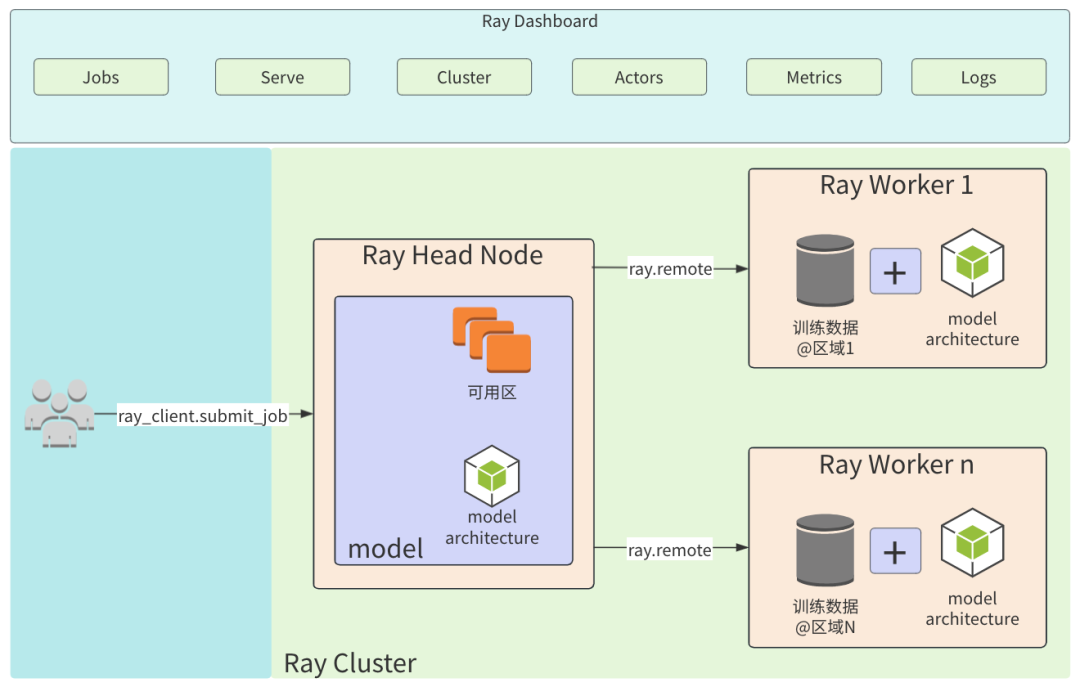 Ray Dashboard
Jobs
Serve
Cluster
Actors
Metrics
Logs
Ray Worker 1
训练数据
@区域1
+
model
architecture
Ray Head Node
可用区
model
architecture
model
ray_client.submit_job
ray.remote
ray.remote
Ray Worker n
训练数据
@区域N
+
model
architecture
Ray Cluster